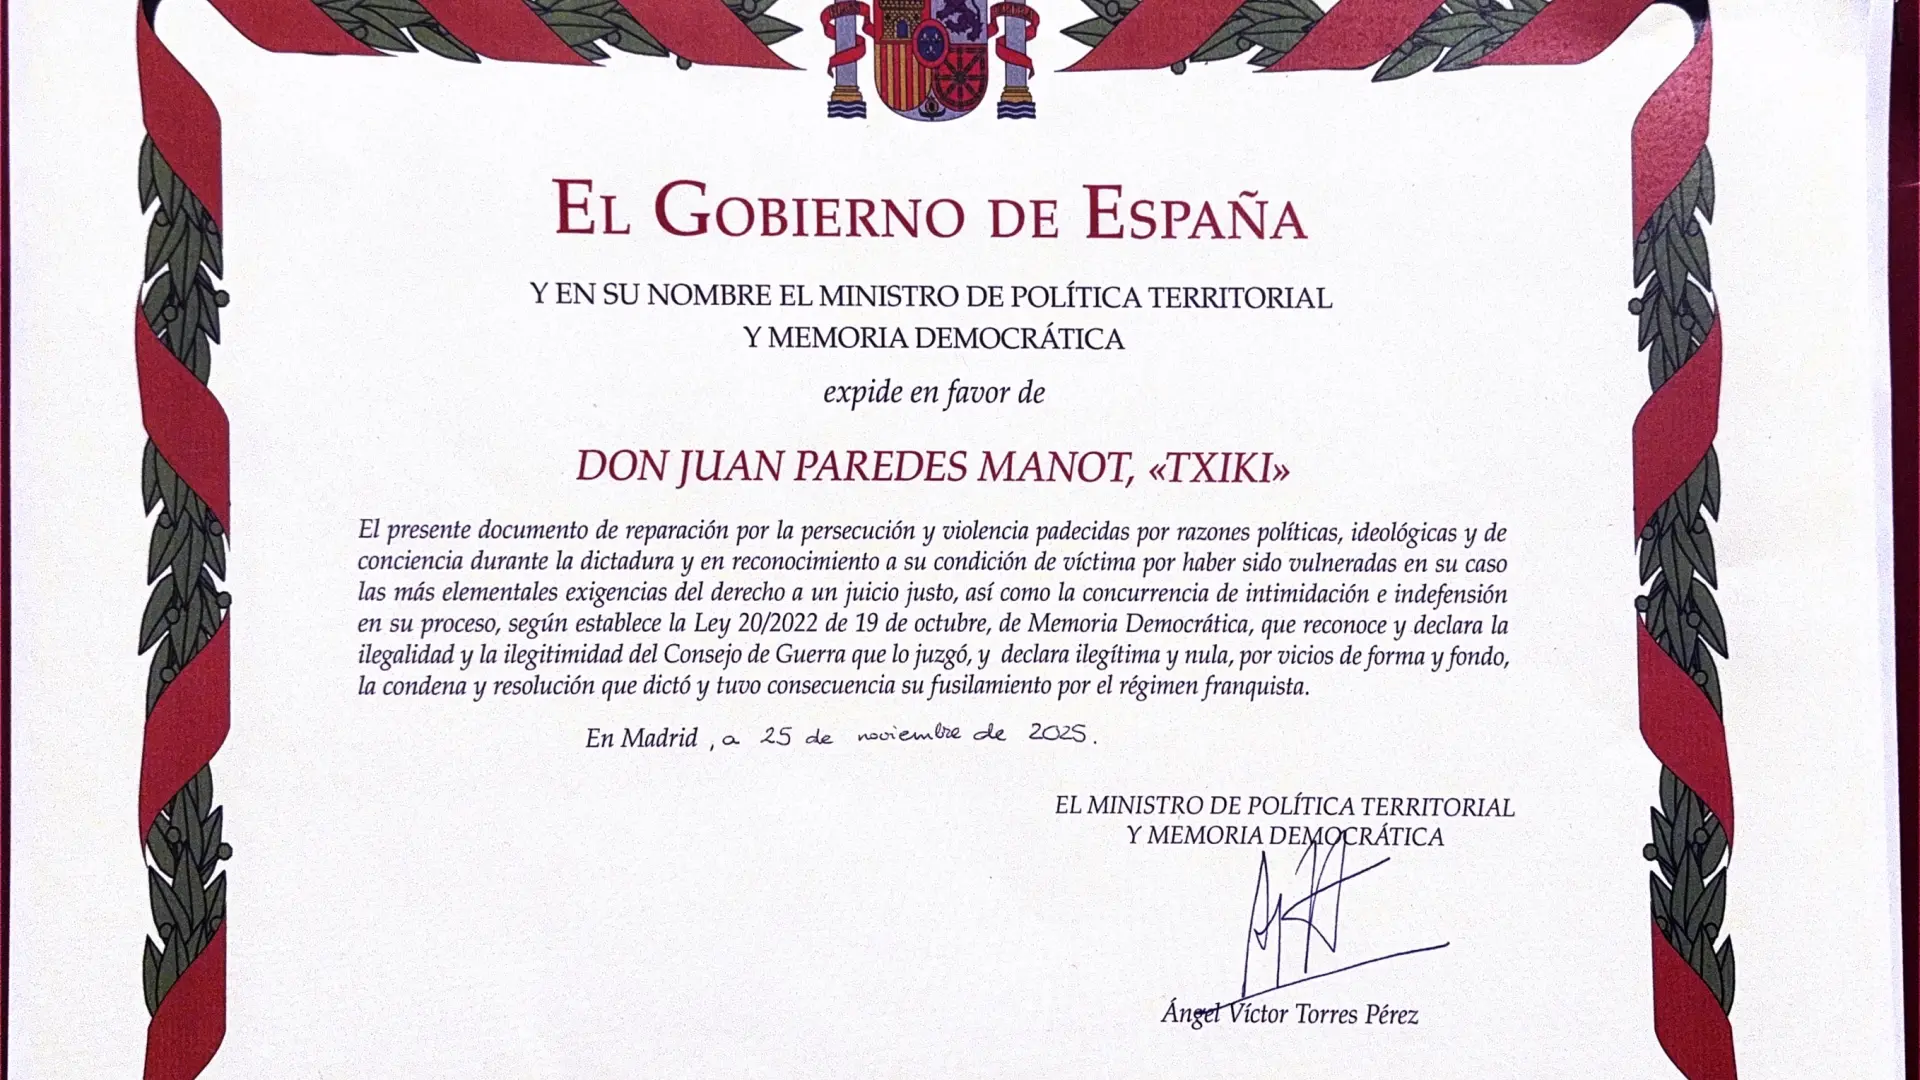 EL GOBIERNO DE ESPAÑA
Y EN SU NOMBRE EL MINISTRO DE POLÍTICA TERRITORIAL
Y MEMORIA DEMOCRÁTICA
expide en favor de
DON JUAN PAREDES MANOT, «TXIKI»
El presente documento de reparación por la persecución y violencia padecidas por razones políticas, ideológicas y de
conciencia durante la dictadura y en reconocimiento a su condición de víctima por haber sido vulneradas en su caso
las más elementales exigencias del derecho a un juicio justo, así como la concurrencia de intimidación e indefensión
en su proceso, según establece la Ley 20/2022 de 19 de octubre, de Memoria Democrática, que reconoce y declara la
ilegalidad y la ilegitimidad del Consejo de Guerra que lo juzgó, y declara ilegítima y nula, por vicios de forma y fondo,
la condena y resolución que dictó y tuvo consecuencia su fusilamiento por el régimen franquista.
En Madrid, a 25 de noviembre de 2025.
EL MINISTRO DE POLÍTICA TERRITORIAL
Y MEMORIA DEMOCRÁTICA
Ángel Víctor Torres Pérez